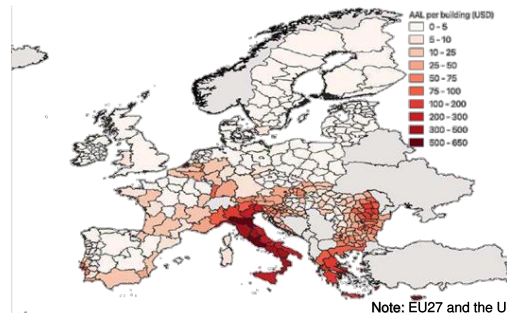 AAL per building (USD)
0 - 5
5 - 10
10 - 25
25 - 50
50 - 75
75 - 100
100 - 200
200 - 300
300 - 500
500 - 650
Note: EU27 and the U